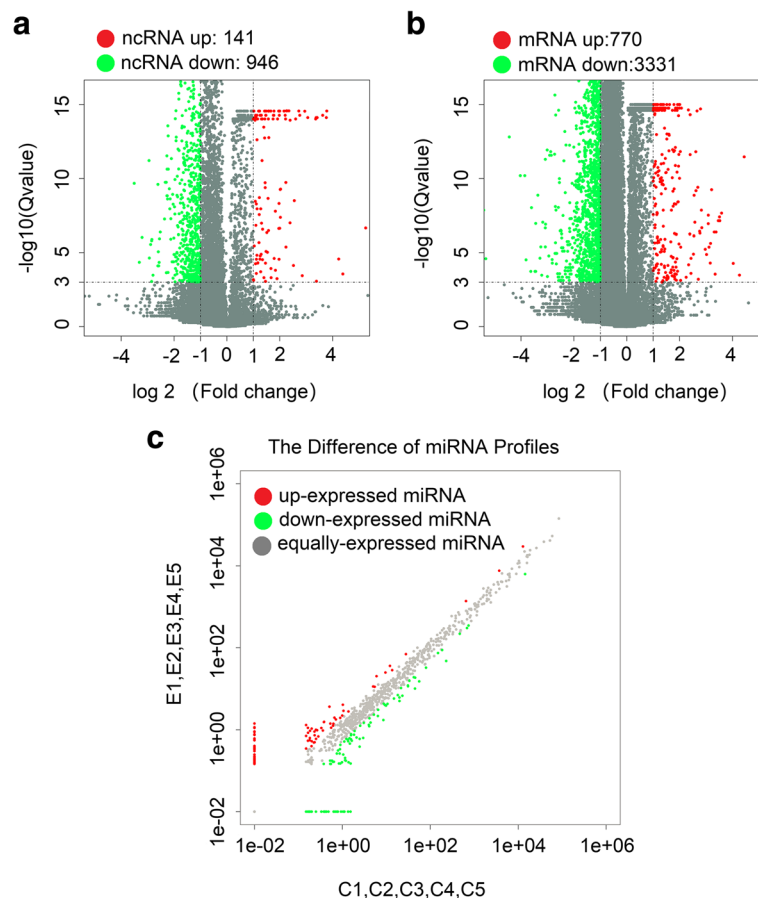 a
ncRNA up: 141
ncRNA down: 946
-log10(Qvalue)
15
10
5
3
0
-4 -2 -1 0 1 2 4
log 2 （Fold change）
b
mRNA up:770
mRNA down:3331
-log10(Qvalue)
15
10
5
3
0
-4 -2 -1 0 1 2 4
log 2 （Fold change）
c
The Difference of miRNA Profiles
up-expressed miRNA
down-expressed miRNA
equally-expressed miRNA
E1,E2,E3,E4,E5
1e+06
1e+04
1e+02
1e+00
1e-02
1e-02 1e+00 1e+02 1e+04 1e+06
C1,C2,C3,C4,C5